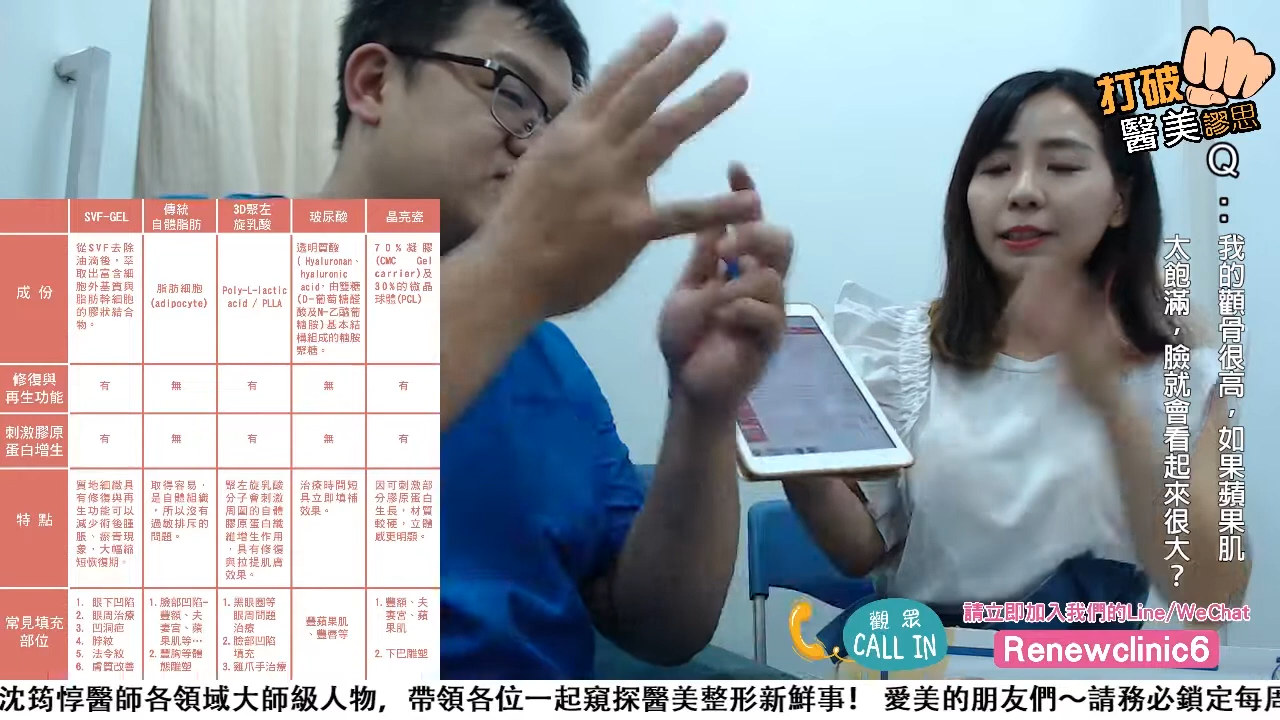 打破
醫美謬思
Q：我的顴骨很高，如果蘋果肌
太飽滿，臉就會看起來很大？
SVF-GEL
傳統
自體脂肪
3D聚左
旋乳酸
玻尿酸
晶亮瓷
成 份
從SVF去除
油滴後，萃
取出富含細
胞外基質與
脂肪幹細胞
的膠狀結合
物。
脂肪細胞
(adipocyte)
Poly-L-lactic
acid / PLLA
透明質酸
( Hyaluronan、
hyaluronic
acid，由雙糖
(D-葡萄糖醛
酸及N-乙醯葡
糖胺)基本結
構組成的糖胺
聚糖。
70%凝膠
(CMC Gel
carrier)及
30%的微晶
球體(PCL)
修復與
再生功能
有
無
有
無
有
刺激膠原
蛋白增生
有
無
有
無
有
特 點
質地細緻具
有修復與再
生功能可以
減少術後腫
脹、瘀青現
象，大幅縮
短恢復期。
取得容易，
是自體組織
，所以沒有
過敏排斥的
問題。
聚左旋乳酸
分子會刺激
周圍的自體
膠原蛋白纖
維增生作用
，具有修復
與拉提肌膚
效果。
治療時間短
具立即填補
效果。
因可刺激部
分膠原蛋白
生長，材質
較硬，立體
感更明顯。
常見填充
部位
1. 眼下凹陷
2. 眼周治療
3. 凹洞疤
4. 脖紋
5. 法令紋
6. 膚質改善
1. 臉部凹陷-
豐額、夫
妻宮、蘋
果肌等…
2. 豐胸等體
態雕塑
1. 黑眼圈等
眼周問題
治療
2. 臉部凹陷
填充
3. 雞爪手治療
豐蘋果肌
、豐唇等
1. 豐額、夫
妻宮、蘋
果肌
2. 下巴雕塑
觀眾
CALL IN
請立即加入我們的Line/WeChat
Renewclinic6
沈筠惇醫師各領域大師級人物，帶領各位一起窺探醫美整形新鮮事！ 愛美的朋友們～請務必鎖定每周